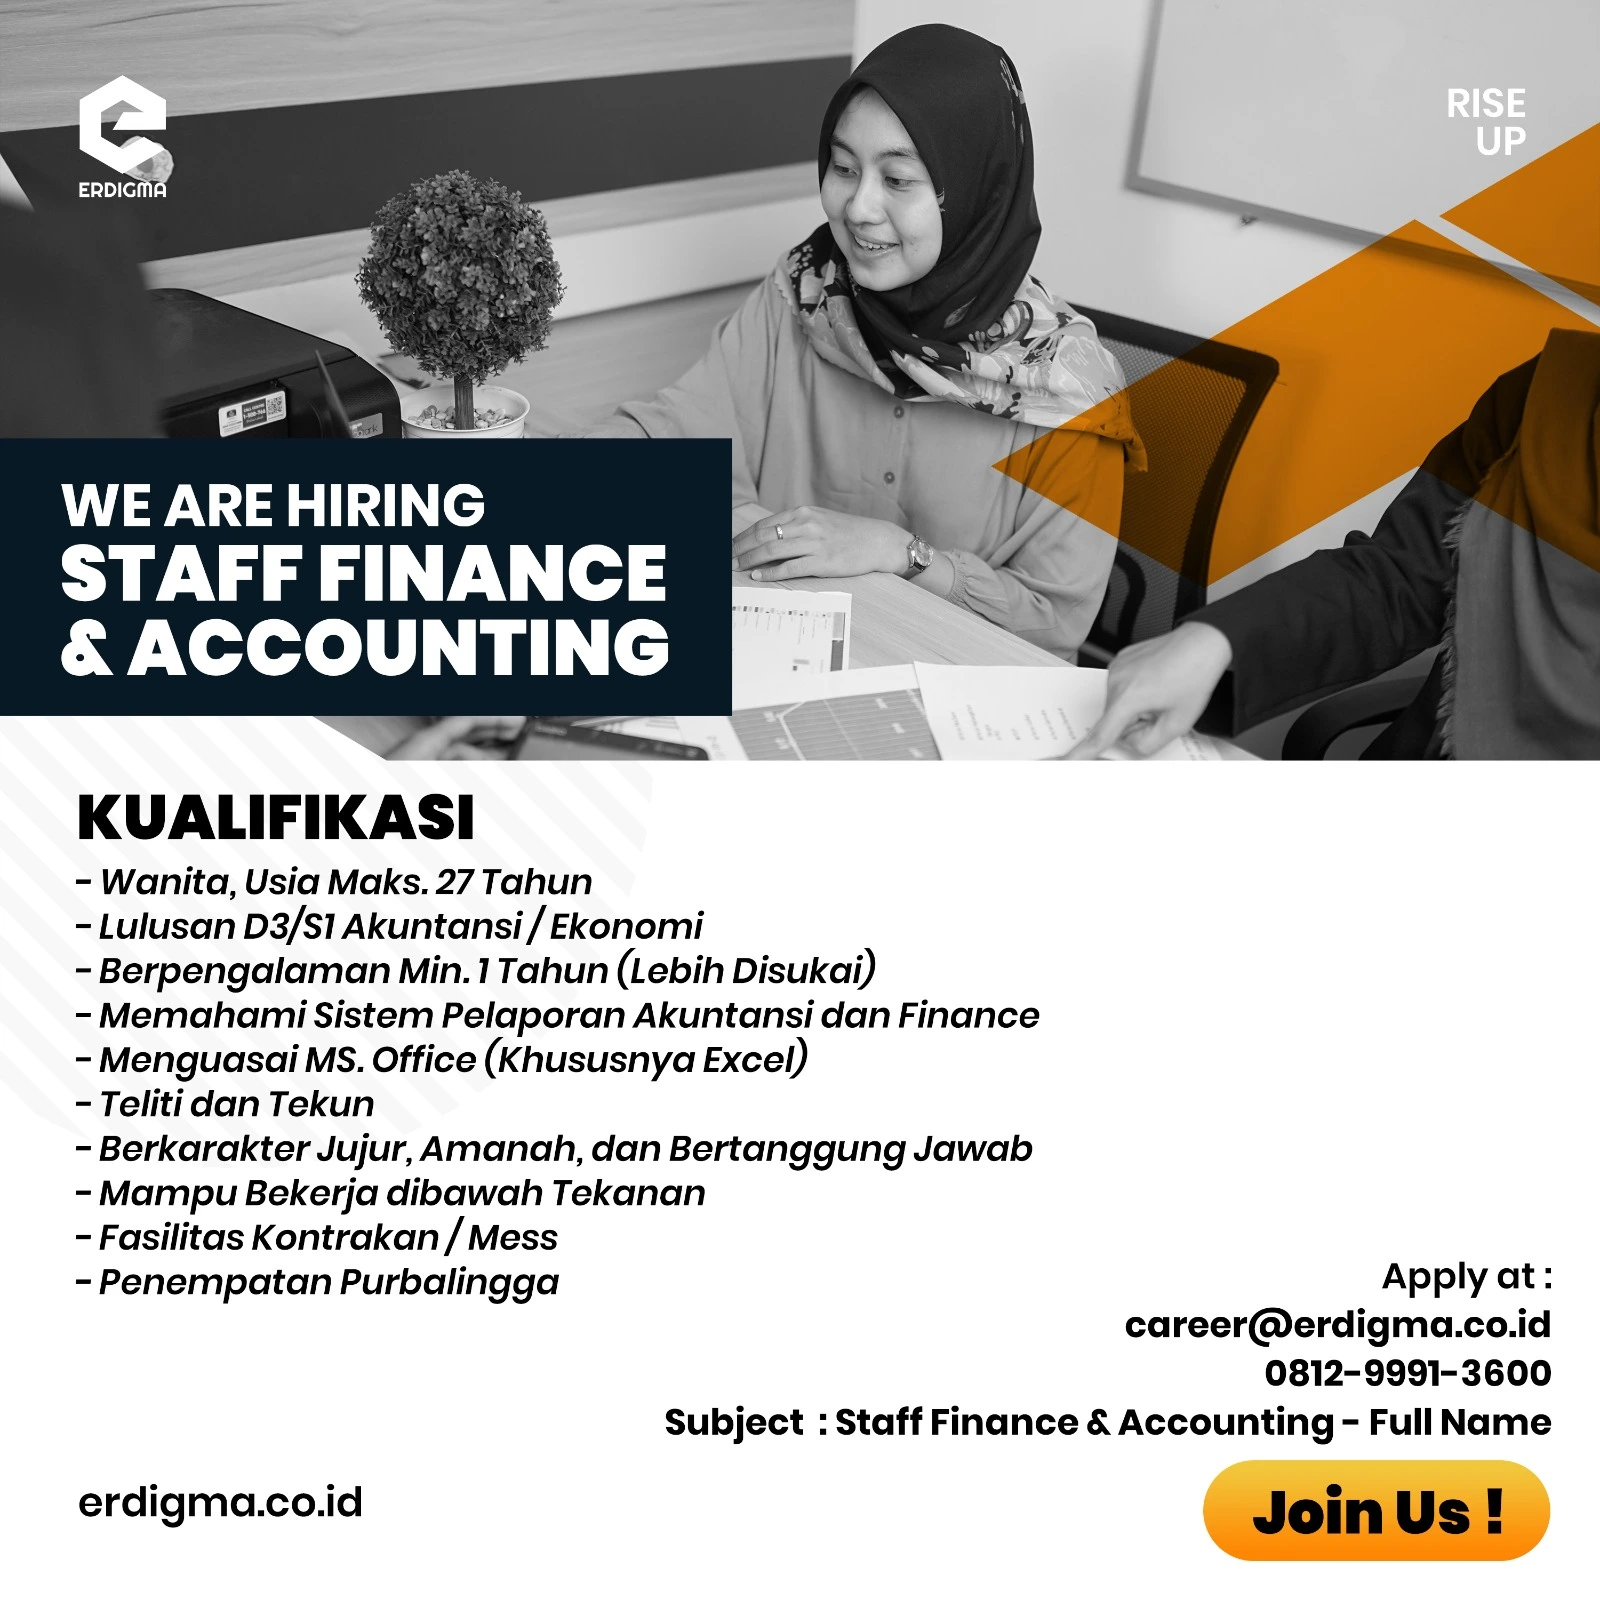 ERDIGMA
RISE
UP
WE ARE HIRING
STAFF FINANCE
& ACCOUNTING
KUALIFIKASI
- Wanita, Usia Maks. 27 Tahun
- Lulusan D3/S1 Akuntansi / Ekonomi
- Berpengalaman Min. 1 Tahun (Lebih Disukai)
- Memahami Sistem Pelaporan Akuntansi dan Finance
- Menguasai MS. Office (Khususnya Excel)
- Teliti dan Tekun
- Berkarakter Jujur, Amanah, dan Bertanggung Jawab
- Mampu Bekerja dibawah Tekanan
- Fasilitas Kontrakan / Mess
- Penempatan Purbalingga
Apply at :
career@erdigma.co.id
0812-9991-3600
Subject : Staff Finance & Accounting - Full Name
erdigma.co.id
Join Us !